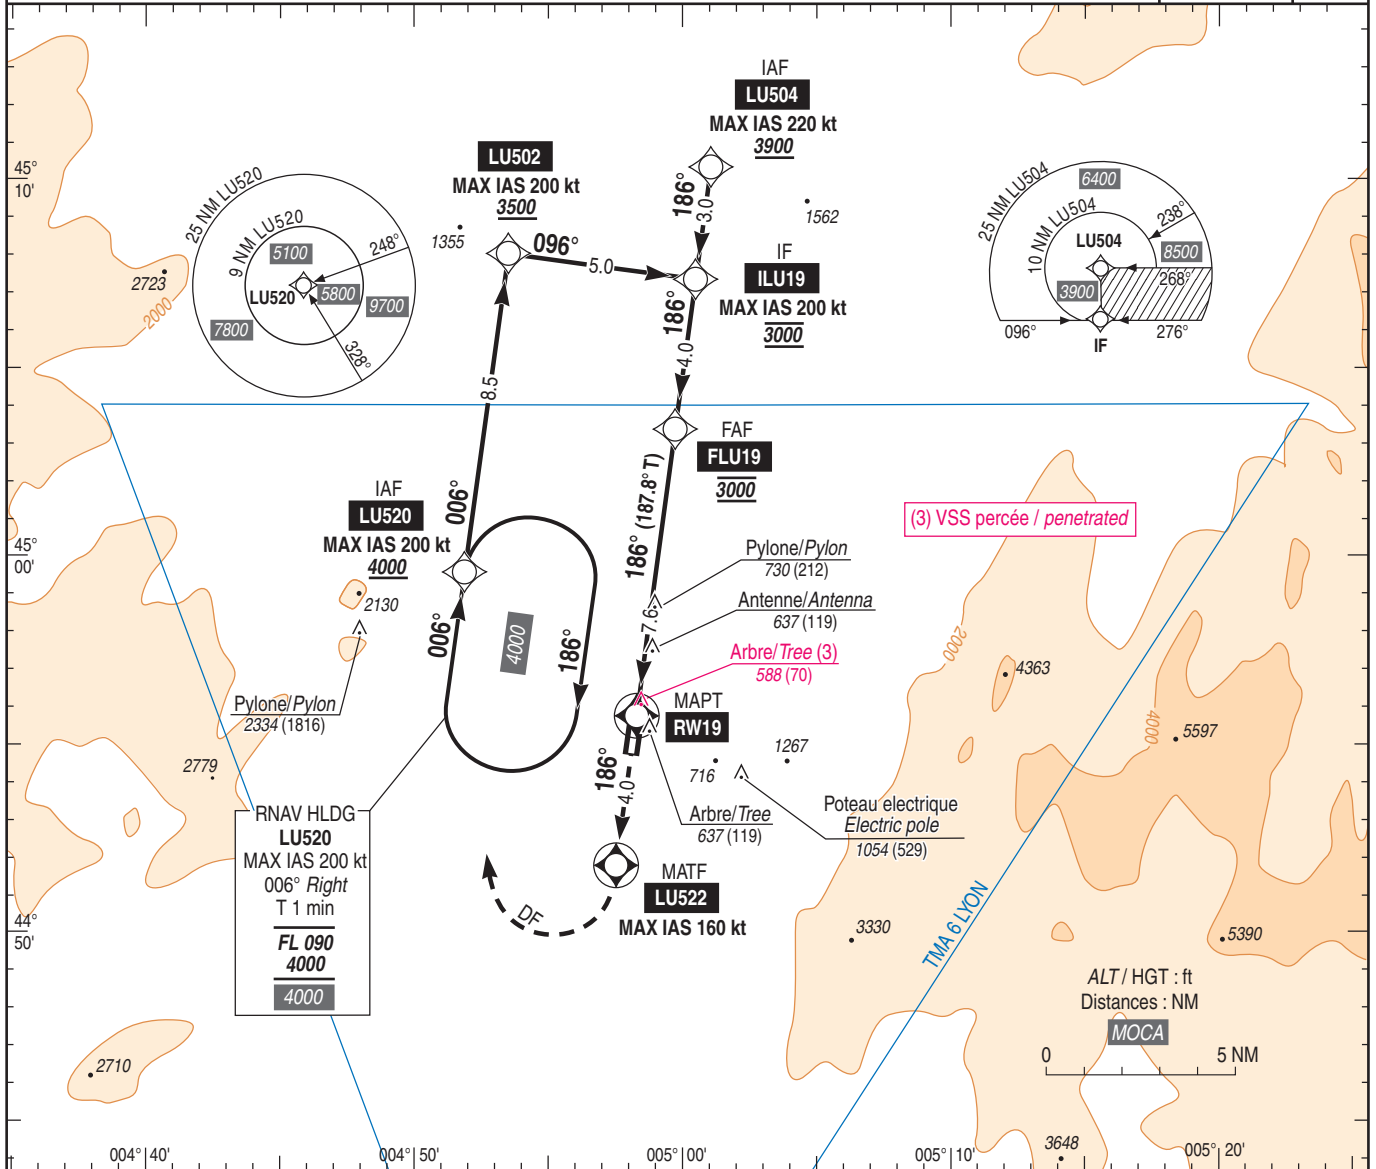 IAF
LU504
MAX IAS 220 kt
3900
LU502
MAX IAS 200 kt
3500
45°
10'
25 NM LU520
9 NM LU520
5100
248°
LU520
5800
9700
7800
328°
2723
2000
1355
096°
5.0
186°
3.0
1562
IF
ILU19
MAX IAS 200 kt
3000
186°
4.0
25 NM LU504
6400
10 NM LU504
238°
LU504
8500
268°
3900
096°
276°
IF
8.5
FAF
FLU19
3000
IAF
LU520
MAX IAS 200 kt
4000
006°
186° (187.8°T)
(3) VSS percée / penetrated
45°
00'
Pylone/Pylon
730 (212)
Antenne/Antenna
637 (119)
Arbre/Tree (3)
588 (70)
7.6
2130
006°
4000
186°
2000
4363
4000
5597
Pylone/Pylon
2334 (1816)
MAPT
RW19
2779
186°
4.0
716
1267
Arbre/Tree
637 (119)
Poteau electrique
Electric pole
1054 (529)
RNAV HLDG
LU520
MAX IAS 200 kt
006° Right
T 1 min
FL 090
4000
4000
MATF
LU522
MAX IAS 160 kt
DF
44°
50'
3330
TMA 6 LYON
5390
ALT / HGT : ft
Distances : NM
MOCA
0 5 NM
2710
3648
004° 40'
004° 50'
005° 00'
005° 10'
005° 20'